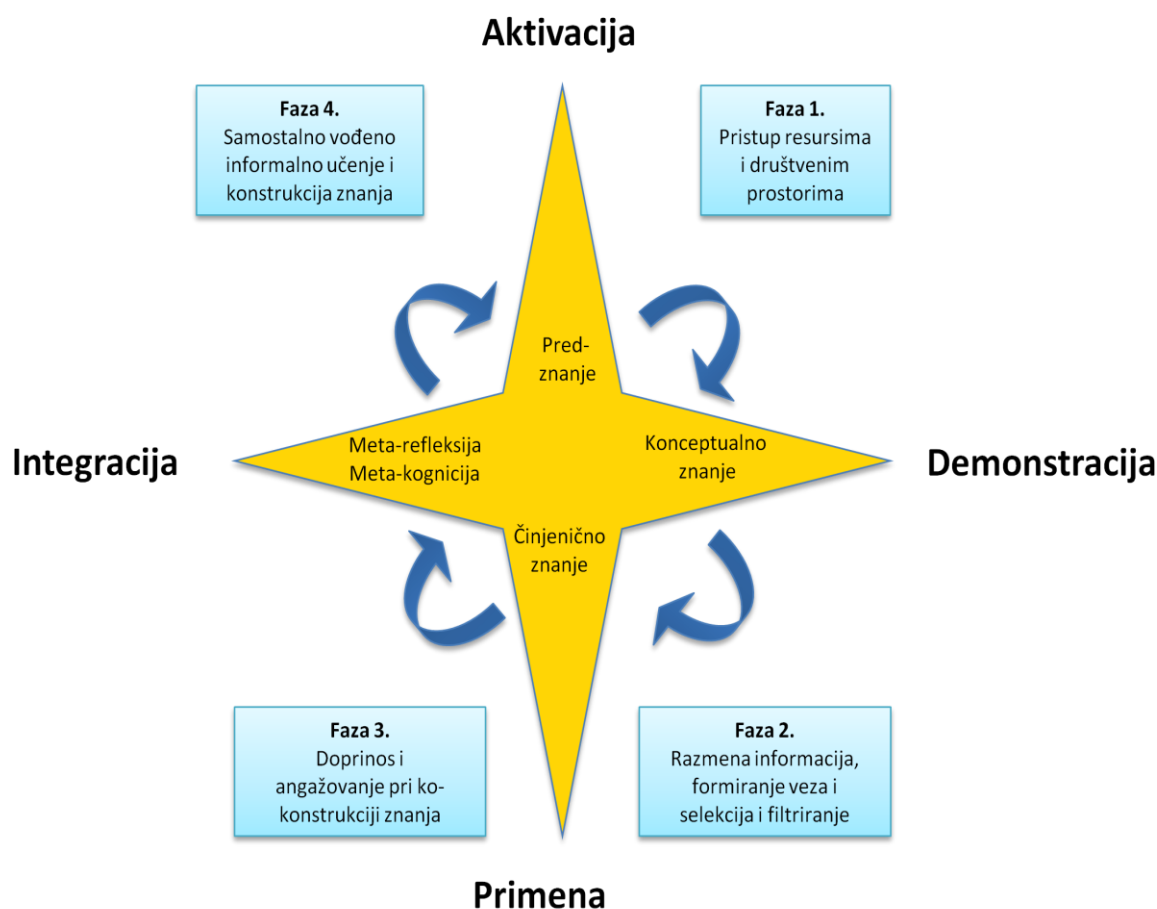 Aktivacija
Faza 4.
Samostalno vođeno
informalno učenje i
konstrukcija znanja
Faza 1.
Pristup resursima
i društvenim
prostorima
Pred-
znanje
Integracija
Meta-refleksija
Meta-kognicija
Konceptualno
znanje
Demonstracija
Činjenično
znanje
Faza 3.
Doprinos i
angažovanje pri ko-
konstrukciji znanja
Faza 2.
Razmena informacija,
formiranje veza i
selekcija i filtriranje
Primena